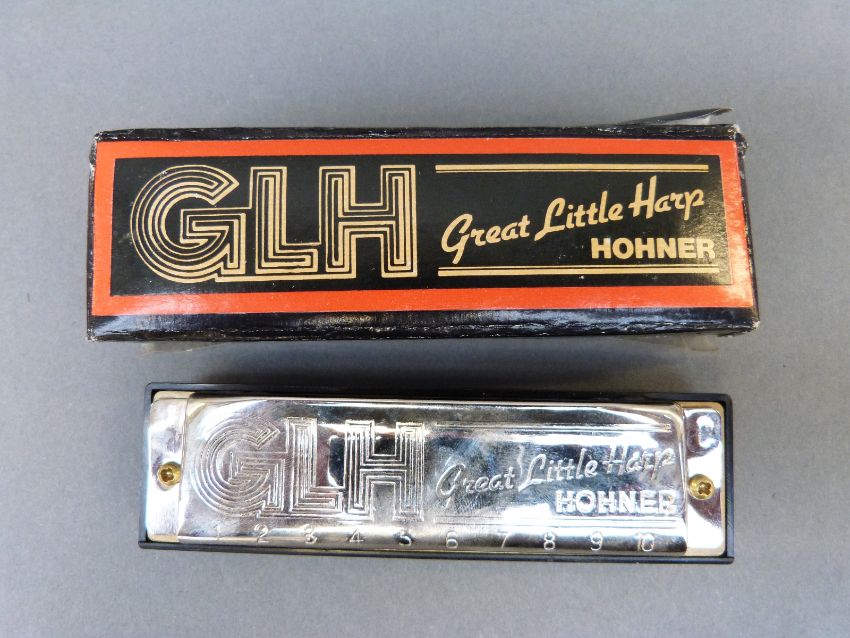 GLH
Great Little Harp
HOHNER
GLH
Great Little Harp
HOHNER
1 2 3 4 5 6 7 8 9 10
C